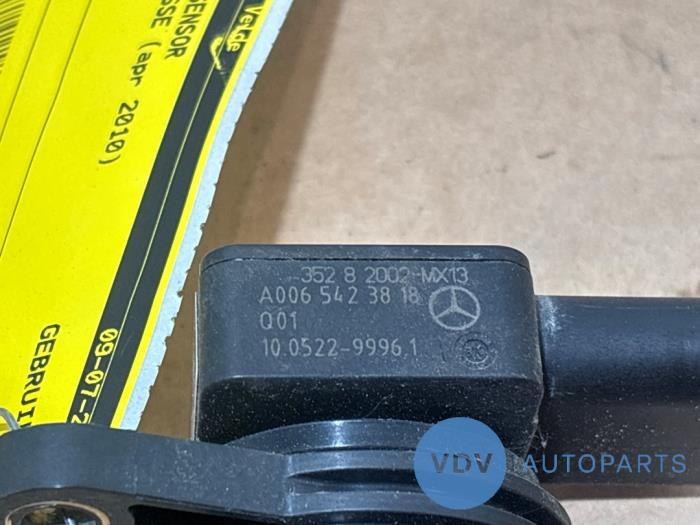 Verde
SENSOR
SSE (apr 2010)
09-07-2
GEBRUI
352 8 2002-MX13
A006 542 38 18
Q01
10.0522-9996.1
VDV AUTOPARTS